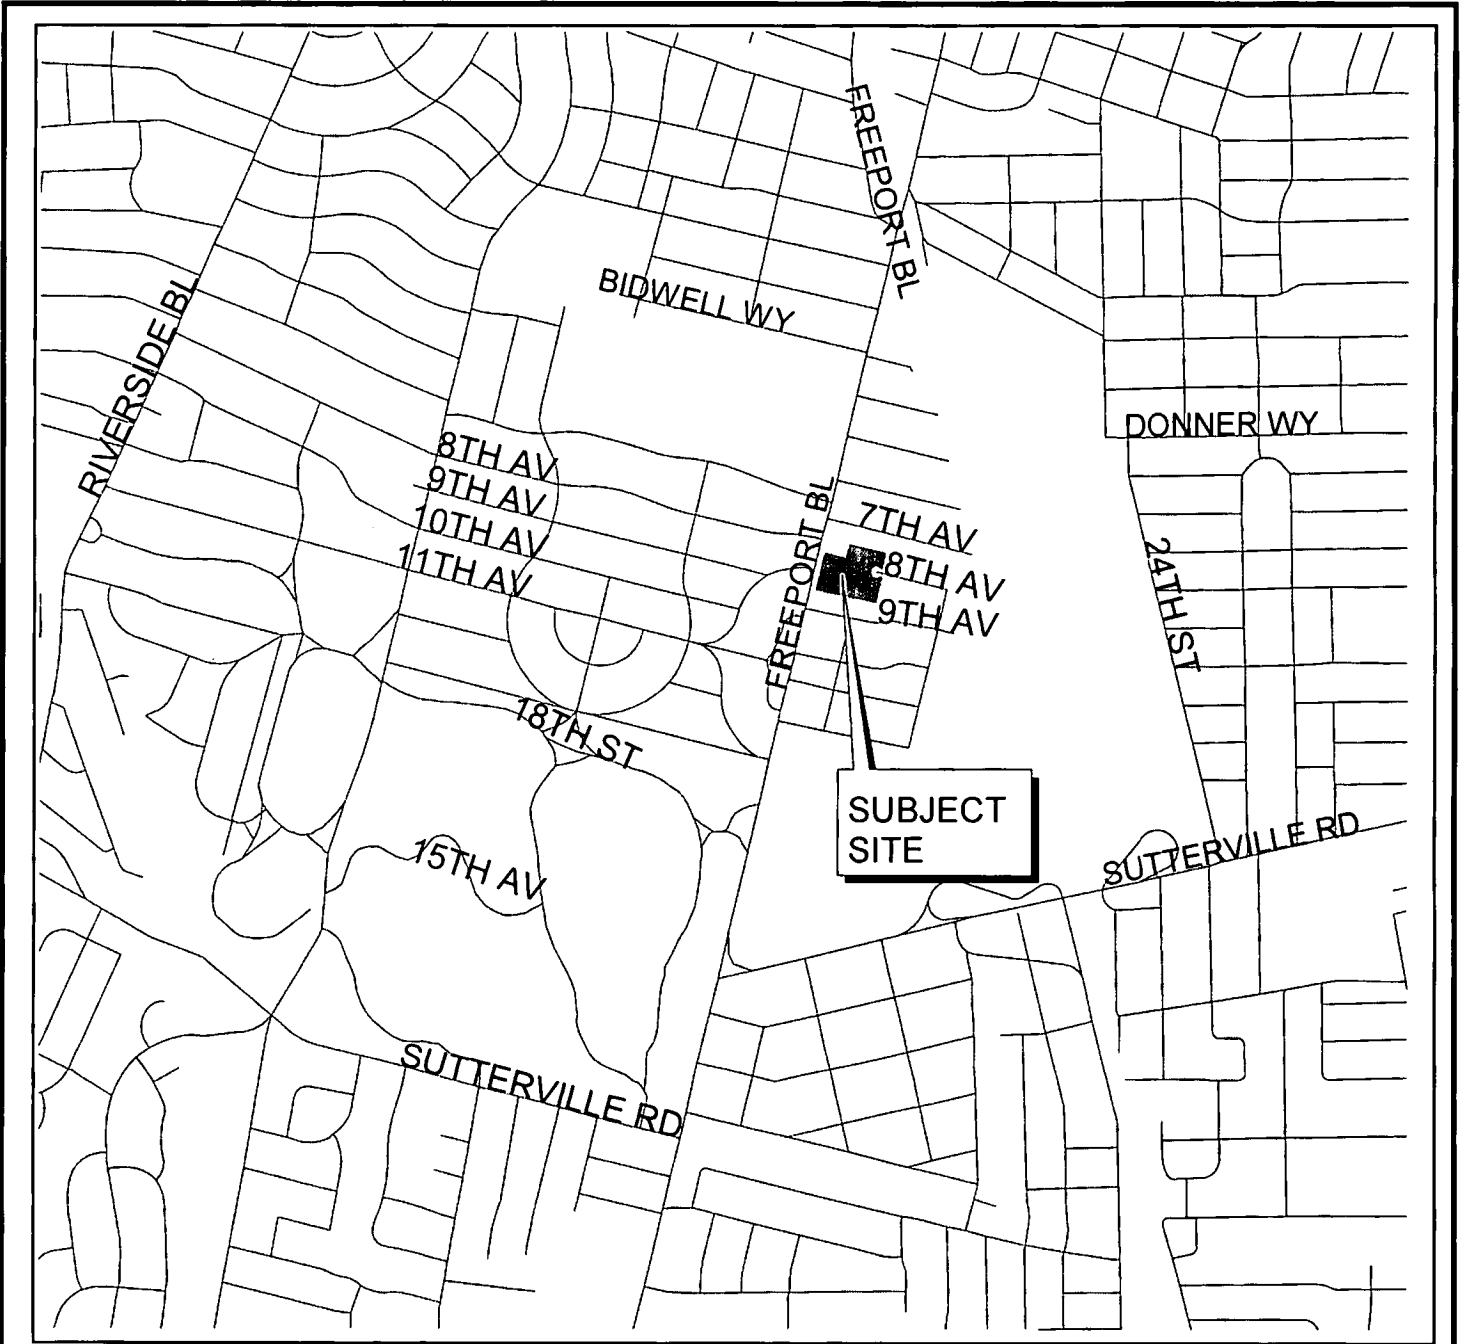 FREEPORT BL
BIDWELL WY
RIVERSIDE BL
DONNER WY
8TH AV
9TH AV
10TH AV
11TH AV
FREEPORT BL
7TH AV
8TH AV
9TH AV
24TH ST
18TH ST
SUBJECT
SITE
15TH AV
SUTTERVILLE RD
SUTTERVILLE RD